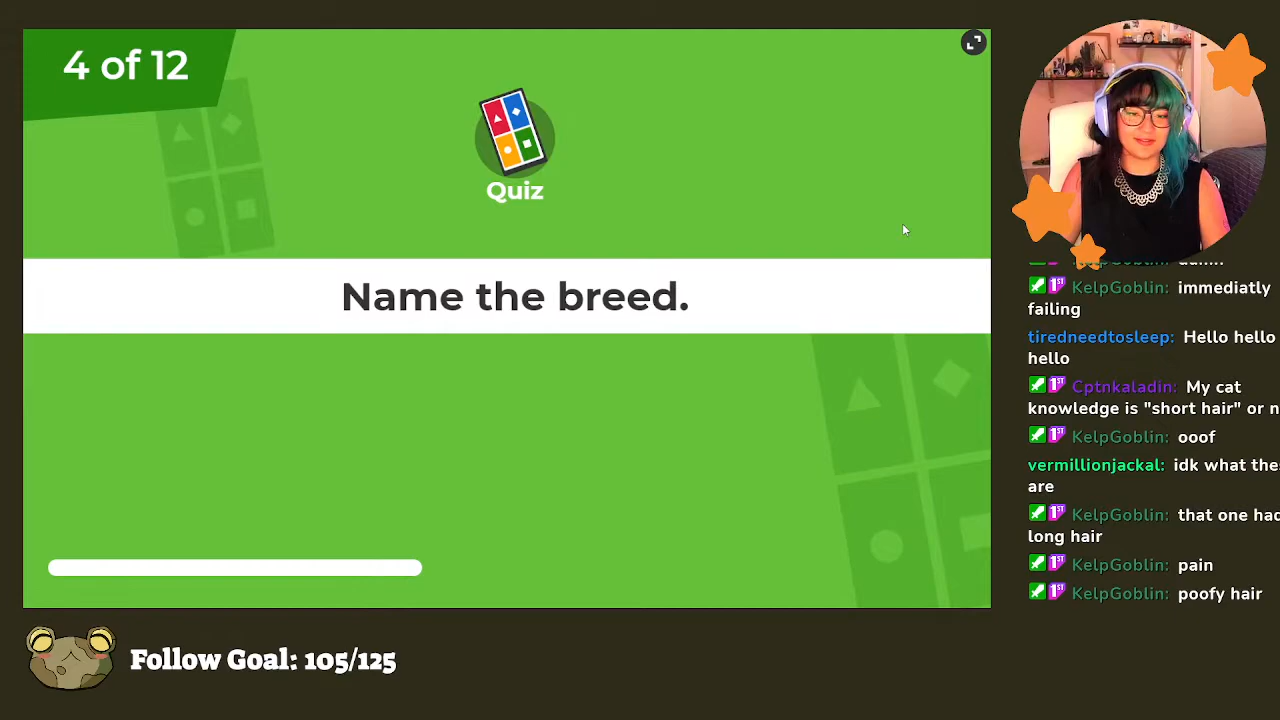 4 of 12
Quiz
Name the breed.
KelpGoblin: immediatly
failing
tiredneedtosleep: Hello hello
hello
Cptnkaladin: My cat
knowledge is "short hair" or n
KelpGoblin: ooof
vermillionjackal: idk what the
are
KelpGoblin: that one had
long hair
KelpGoblin: pain
KelpGoblin: poofy hair
Follow Goal: 105/125